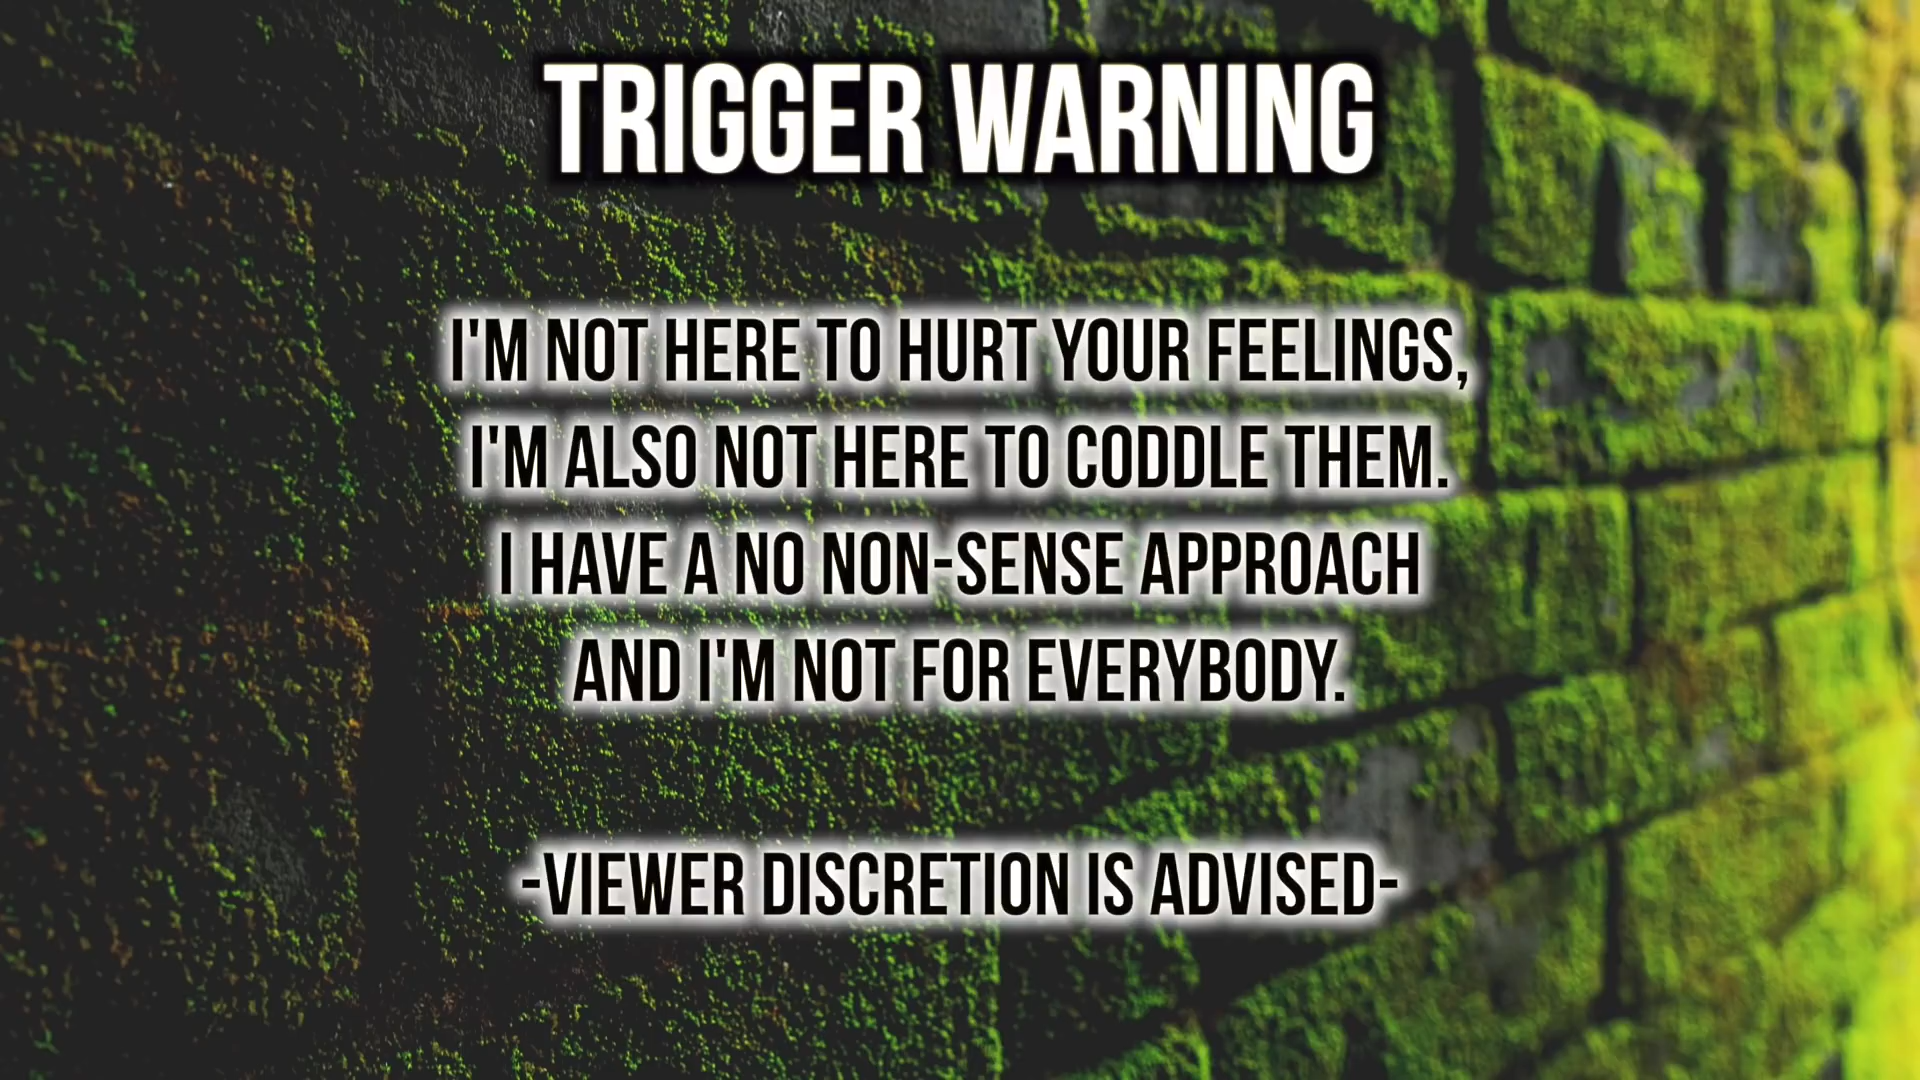 TRIGGER WARNING
I'M NOT HERE TO HURT YOUR FEELINGS,
I'M ALSO NOT HERE TO CODDLE THEM.
I HAVE A NO NON-SENSE APPROACH
AND I'M NOT FOR EVERYBODY.
-VIEWER DISCRETION IS ADVISED-